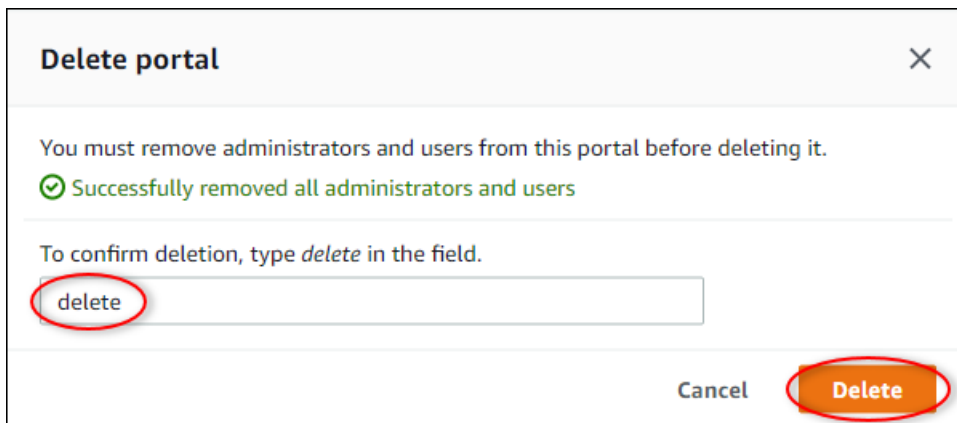 Delete portal
You must remove administrators and users from this portal before deleting it.
Successfully removed all administrators and users
To confirm deletion, type delete in the field.
delete
Cancel Delete